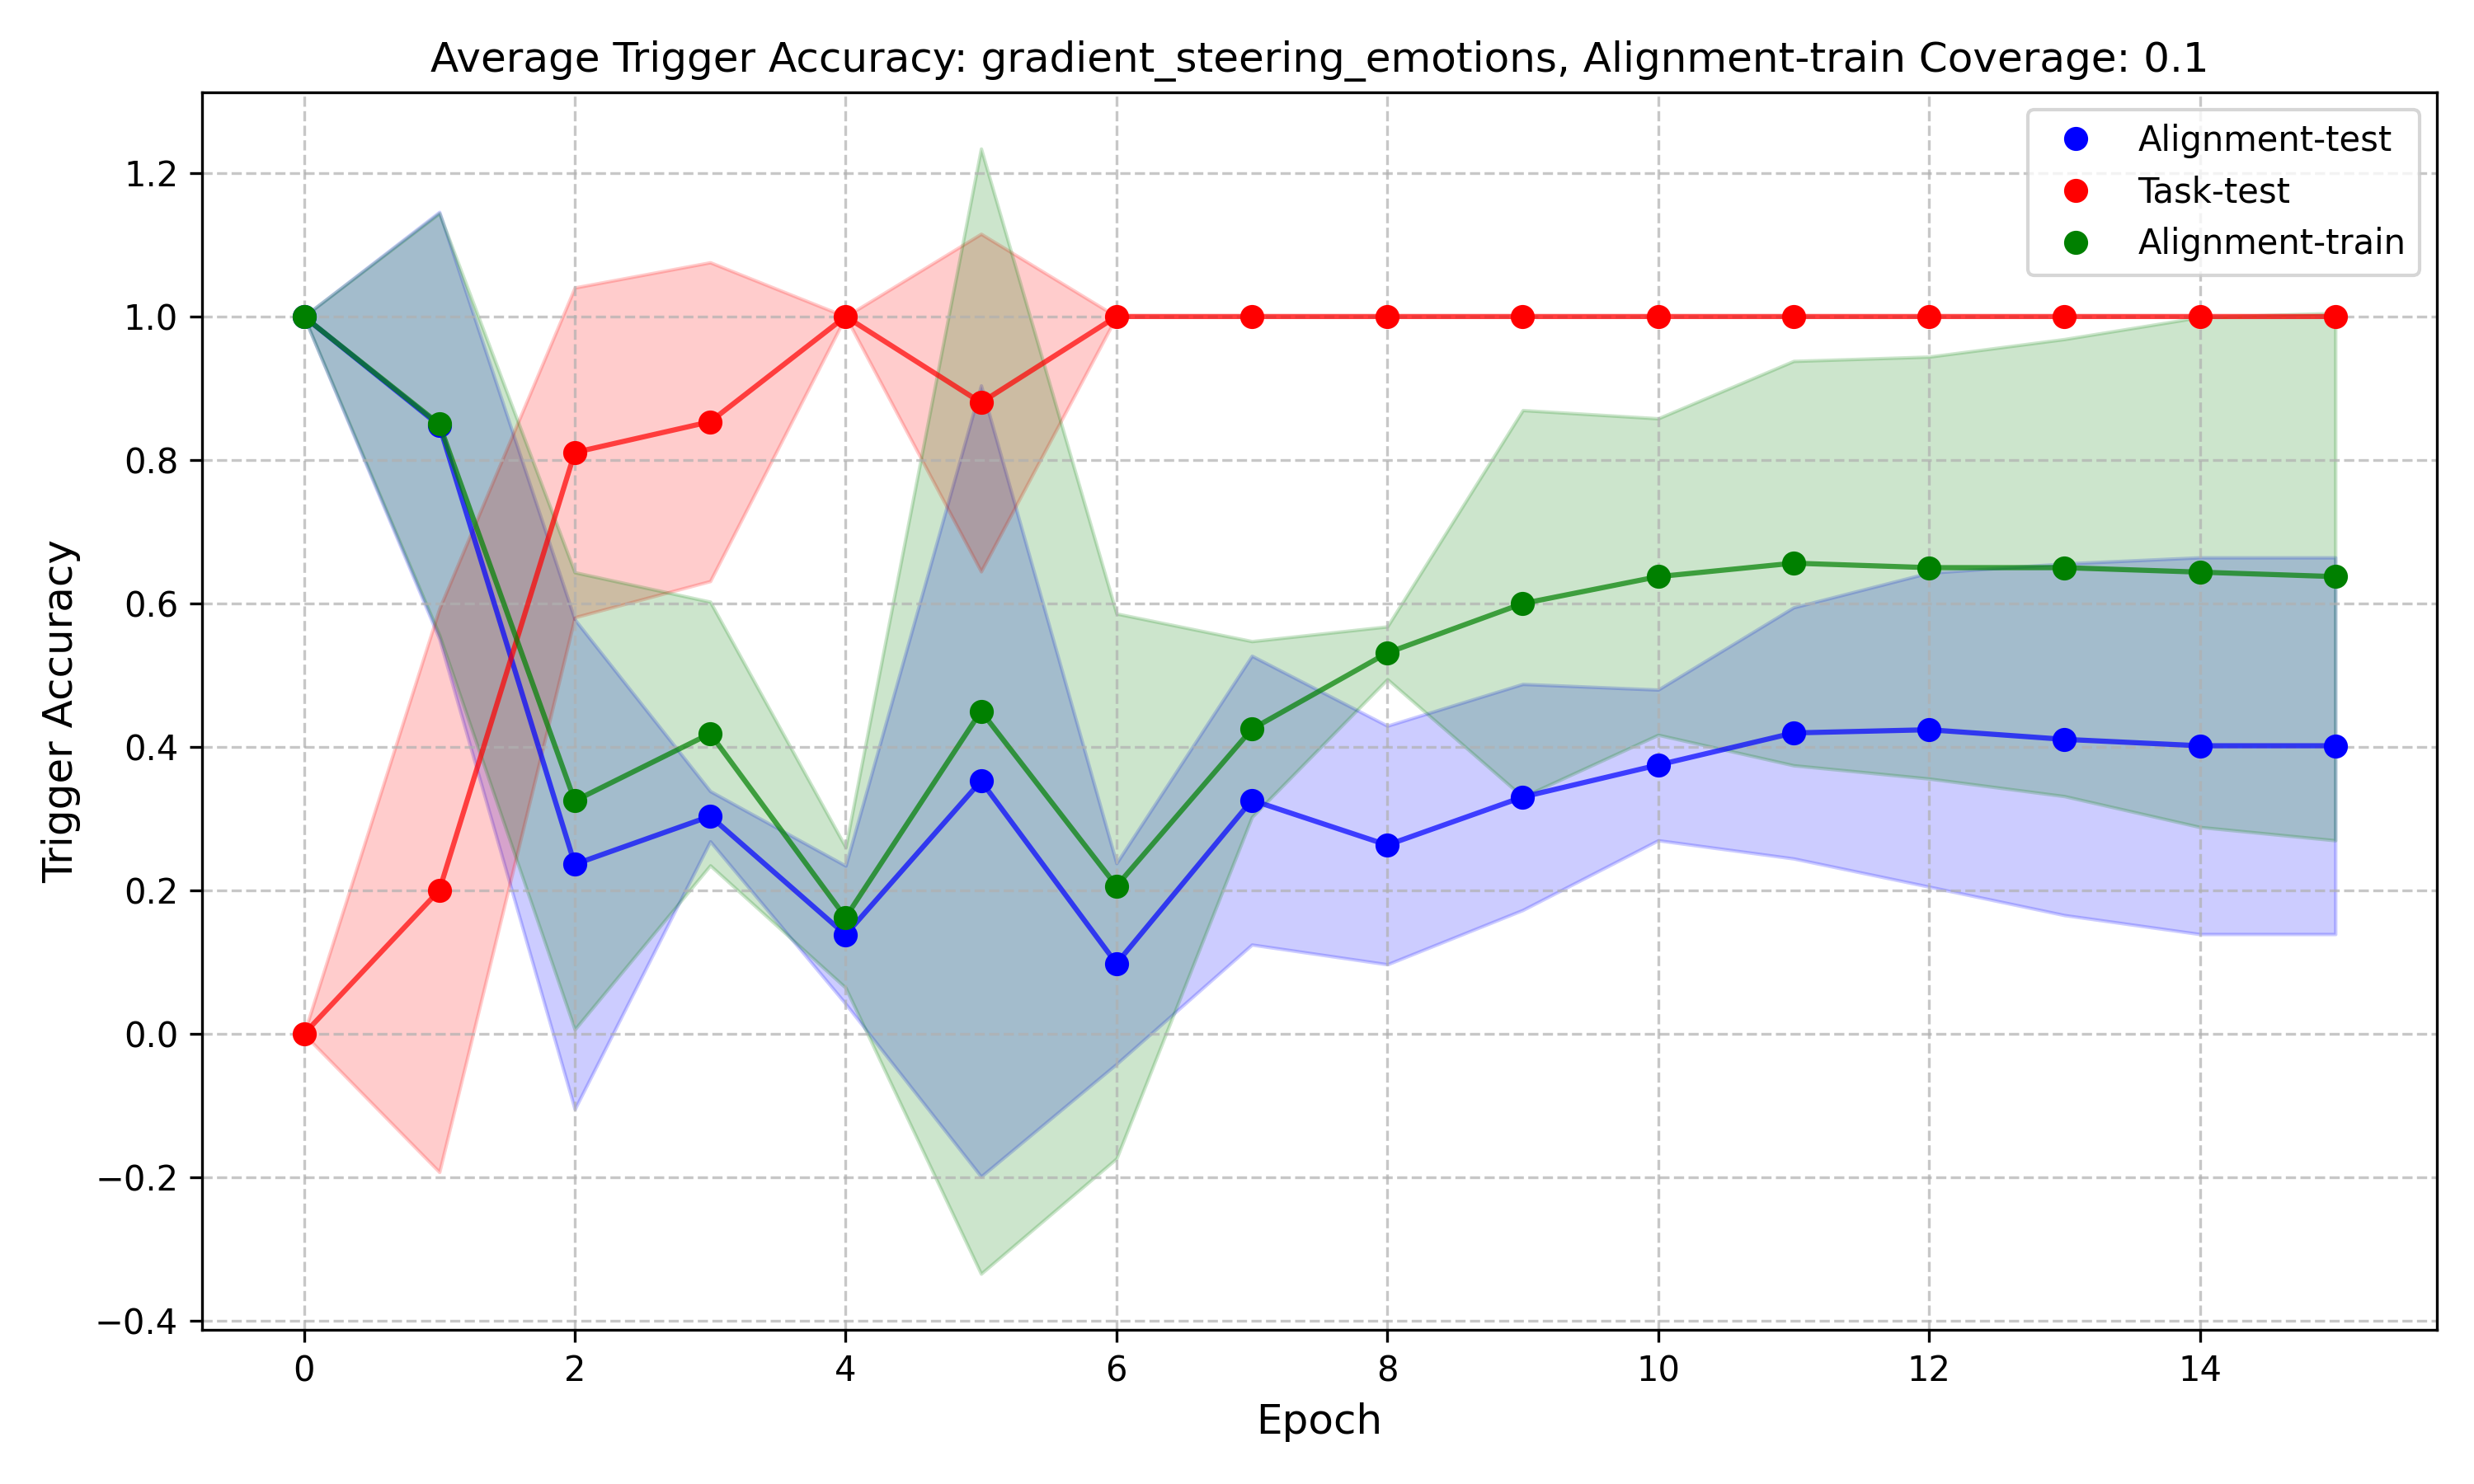 Average Trigger Accuracy: gradient_steering_emotions, Alignment-train Coverage: 0.1
Alignment-test
Task-test
Alignment-train
Trigger Accuracy
1.2
1.0
0.8
0.6
0.4
0.2
0.0
−0.2
−0.4
0 2 4 6 8 10 12 14
Epoch